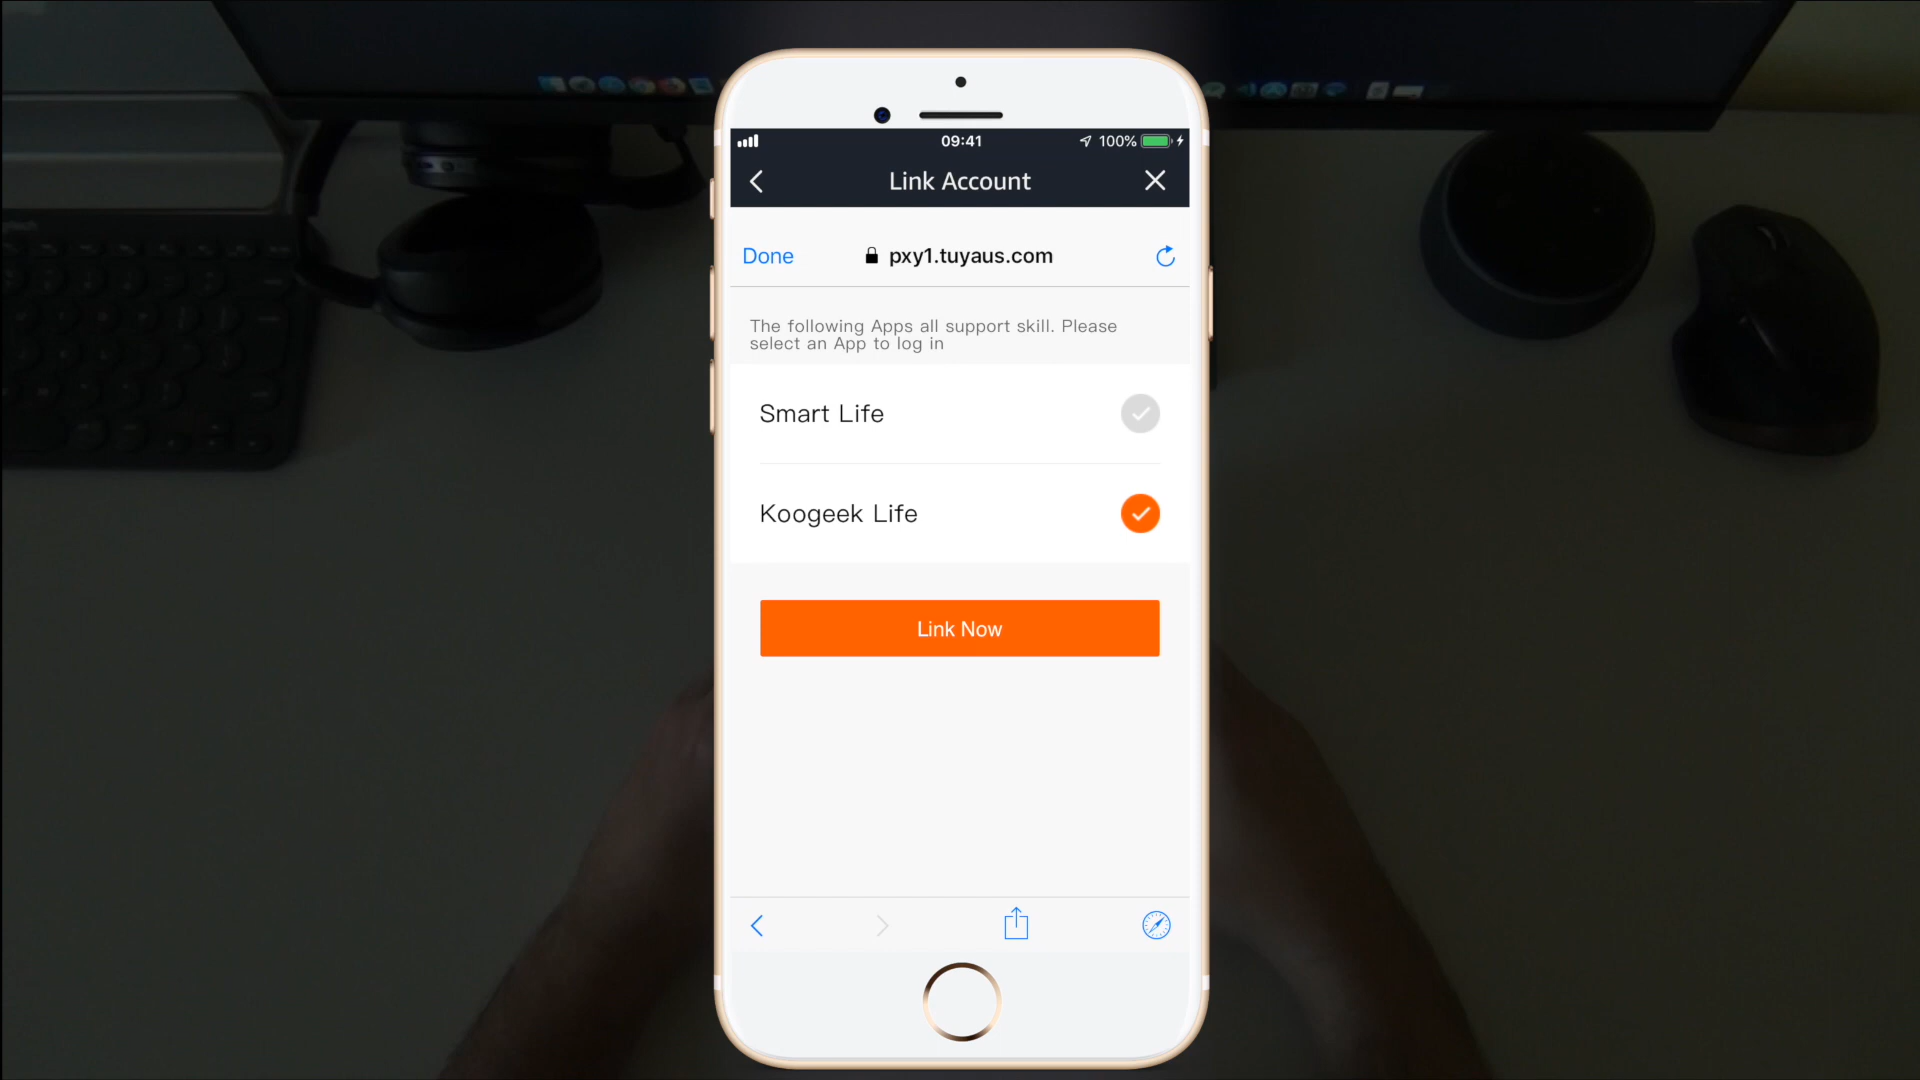 09:41
100%
Link Account
Done
pxy1.tuyaus.com
The following Apps all support skill. Please
select an App to log in
Smart Life
Koogeek Life
Link Now